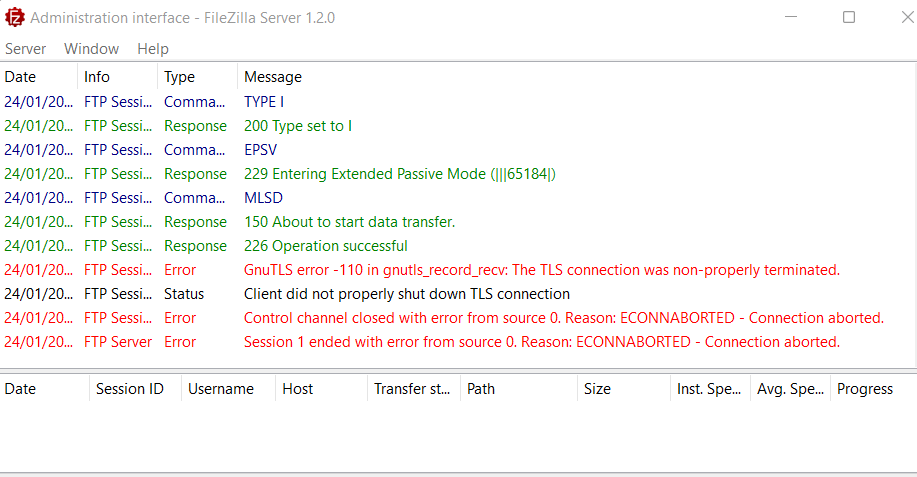 Administration interface - FileZilla Server 1.2.0
Server Window Help
Date Info Type Message
24/01/20... FTP Sessi... Comma... TYPE I
24/01/20... FTP Sessi... Response 200 Type set to I
24/01/20... FTP Sessi... Comma... EPSV
24/01/20... FTP Sessi... Response 229 Entering Extended Passive Mode (|||65184|)
24/01/20... FTP Sessi... Comma... MLSD
24/01/20... FTP Sessi... Response 150 About to start data transfer.
24/01/20... FTP Sessi... Response 226 Operation successful
24/01/20... FTP Sessi... Error GnuTLS error -110 in gnutls_record_recv: The TLS connection was non-properly terminated.
24/01/20... FTP Sessi... Status Client did not properly shut down TLS connection
24/01/20... FTP Sessi... Error Control channel closed with error from source 0. Reason: ECONNABORTED - Connection aborted.
24/01/20... FTP Server Error Session 1 ended with error from source 0. Reason: ECONNABORTED - Connection aborted.
Date Session ID Username Host Transfer st... Path Size Inst. Spe... Avg. Spe... Progress